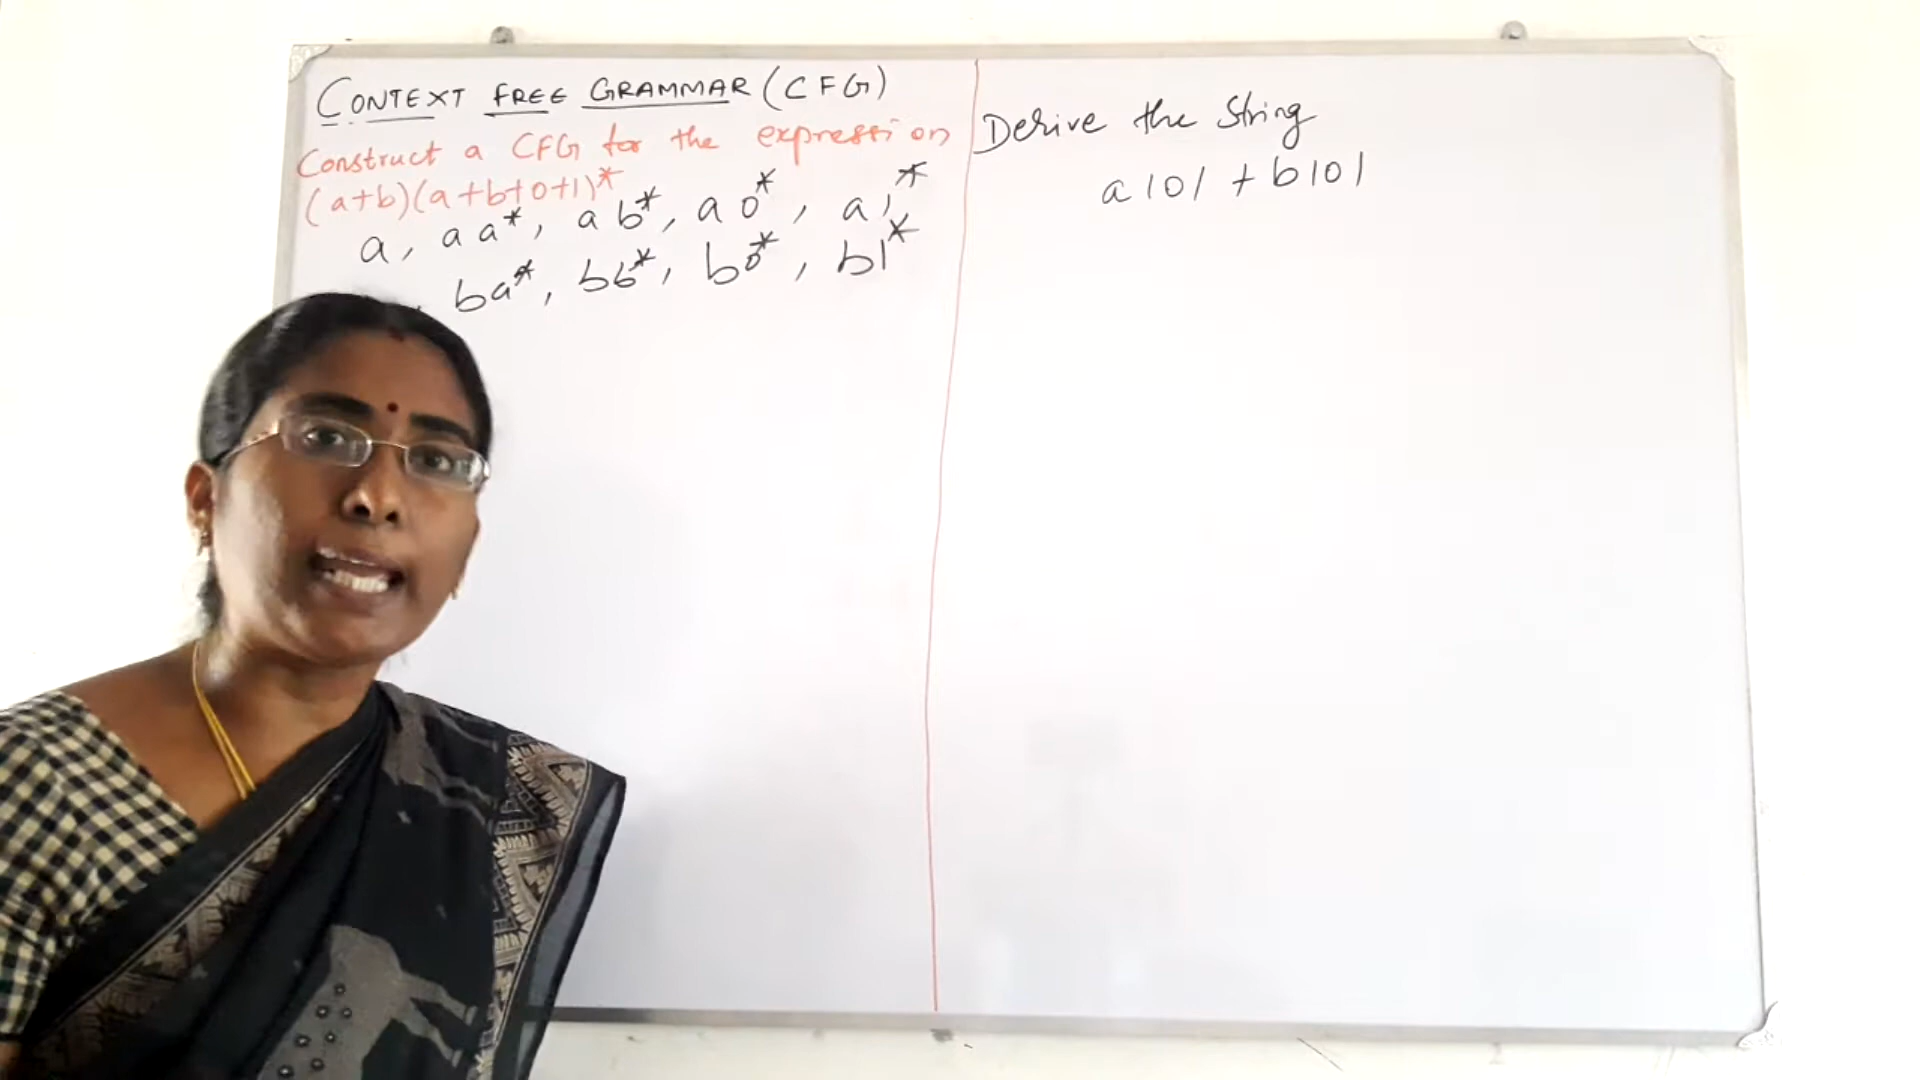 CONTEXT FREE GRAMMAR (CFG)
Construct a CFG for the expression
(a+b)(a+b+0+1)*
a, aa*, ab*, a0*, a1*
ba*, bb*, b0*, b1*
Derive the String
a101 + b101